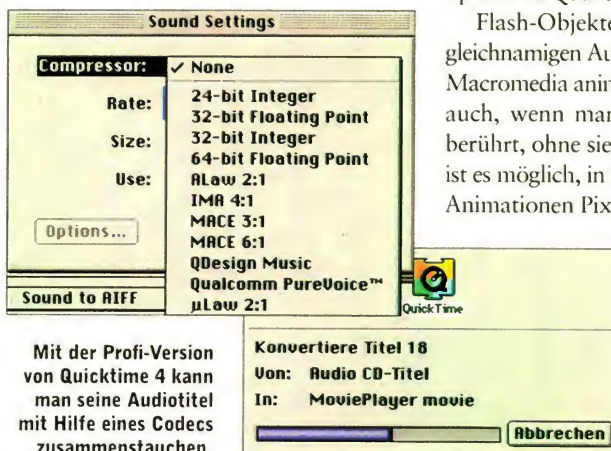 Sound Settings
Compressor:
✓ None
24-bit Integer
32-bit Floating Point
32-bit Integer
64-bit Floating Point
ALaw 2:1
IMA 4:1
MACE 3:1
MACE 6:1
QDesign Music
Qualcomm PureVoice™
µLaw 2:1
Rate:
Size:
Use:
Options...
Sound to AIFF
QuickTime
Mit der Profi-Version
von Quicktime 4 kann
man seine Audiotitel
mit Hilfe eines Codecs
zusammenstauchen.
Konvertiere Titel 18
Von: Audio CD-Titel
In: MoviePlayer movie
Abbrechen
Flash-Objekte
gleichnamigen
Macromedia
auch, wenn
berührt, ohne sie
ist es möglich, in
Animationen